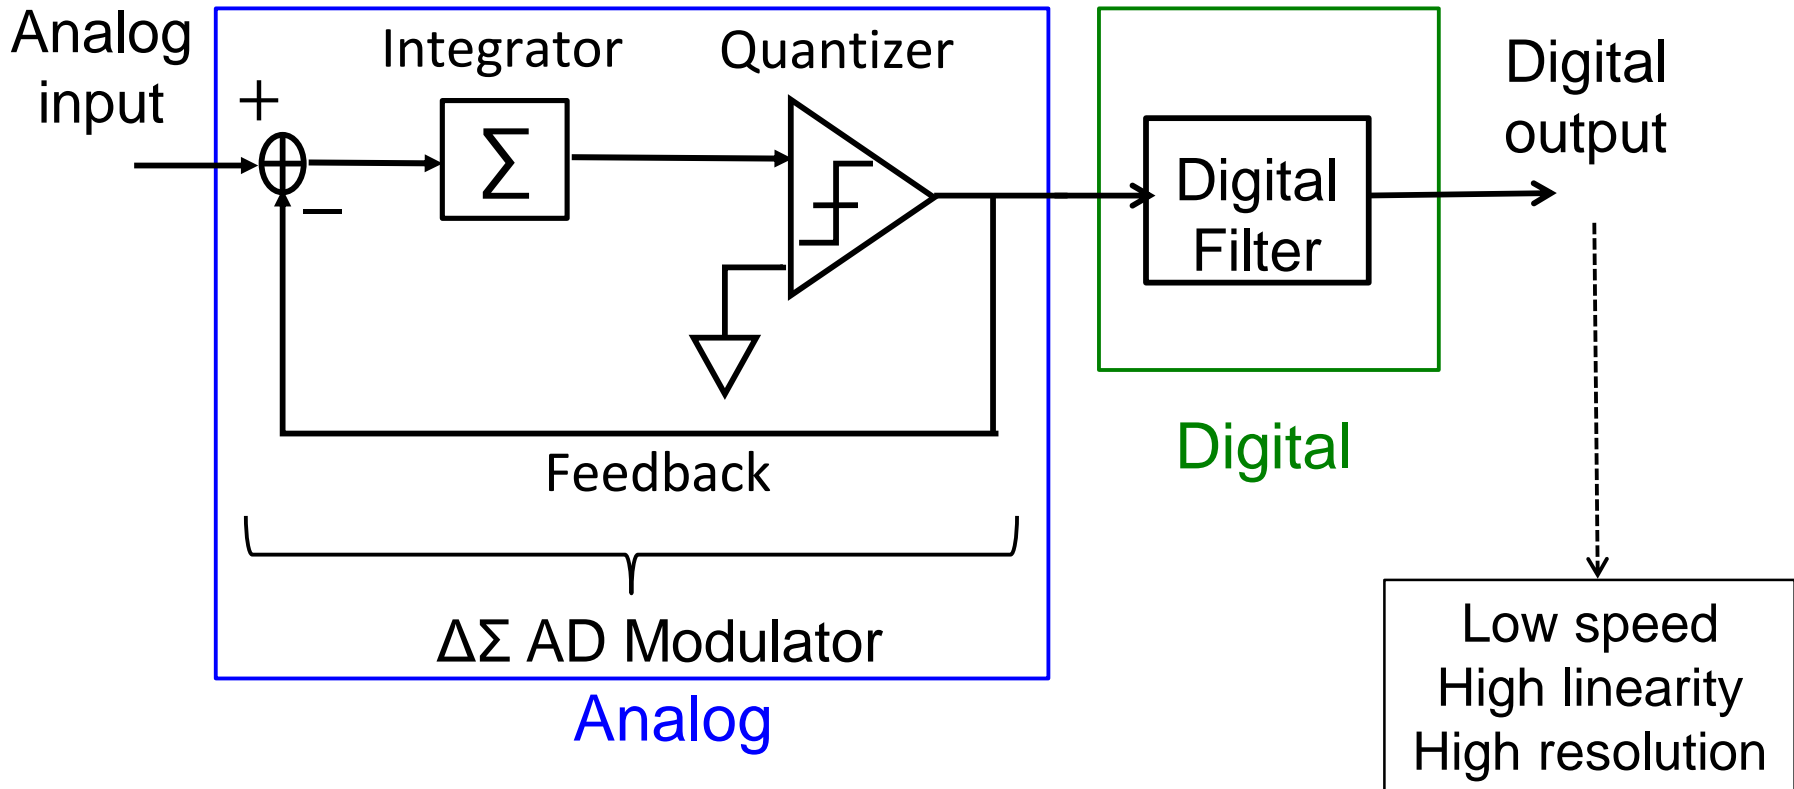 Analog
input
+
−
Integrator
Σ
Quantizer
Feedback
ΔΣ AD Modulator
Analog
Digital
Filter
Digital
Digital
output
Low speed
High linearity
High resolution